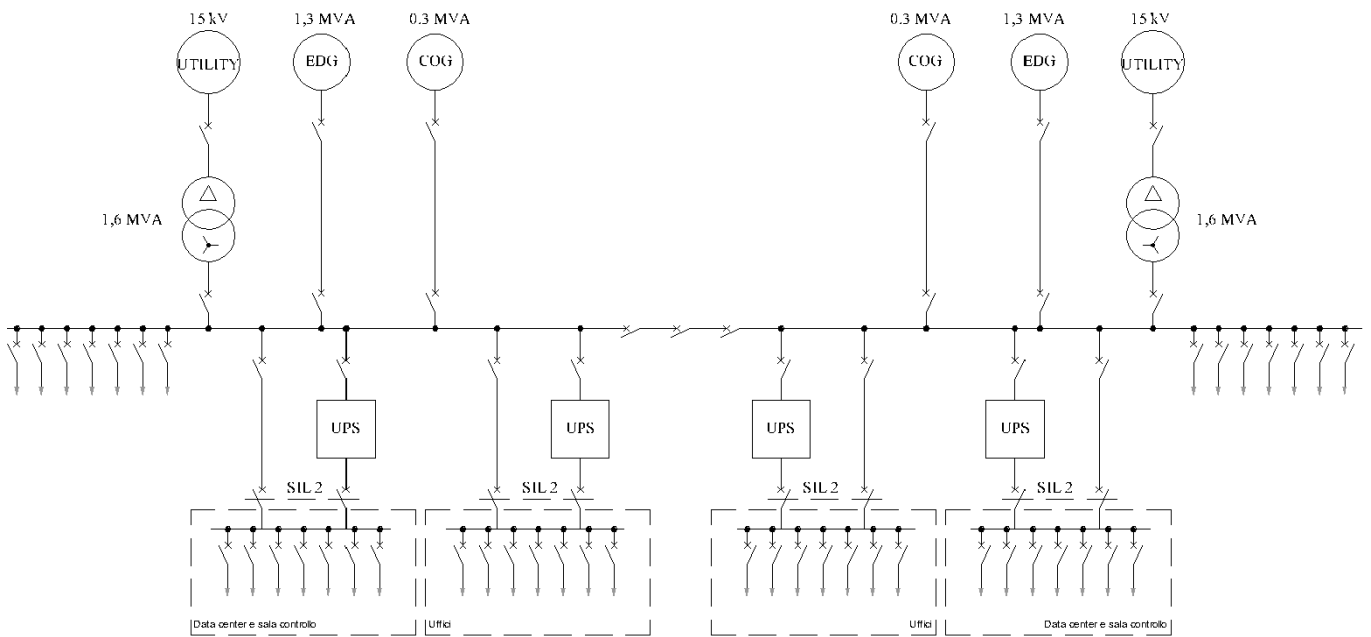 15 kV
1,3 MVA
0.3 MVA
0.3 MVA
1,3 MVA
15 kV
UTILITY
EDG
COG
COG
EDG
UTILITY
1,6 MVA
1,6 MVA
UPS
UPS
UPS
UPS
SIL 2
SIL 2
SIL 2
SIL 2
Data center e sala controllo
Uffici
Uffici
Data center e sala controllo